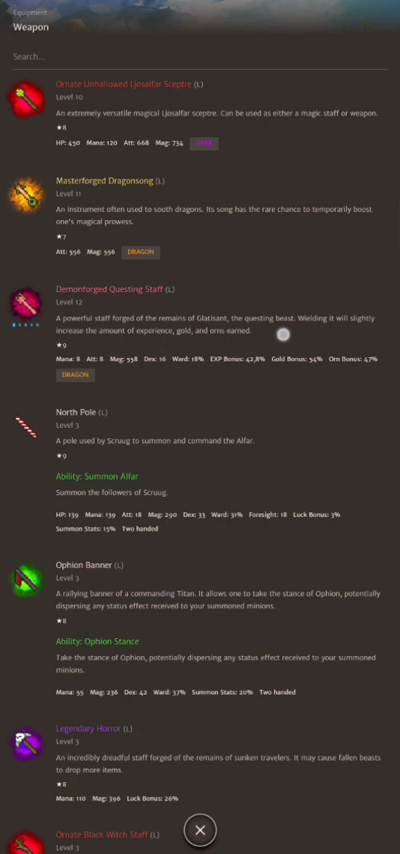 Equipment
Weapon
Search...
Ornate Unhallowed Ljosalfar Sceptre (L)
Level 10
An extremely versatile magical Ljosalfar sceptre. Can be used as either a magic staff or weapon.
★8
HP: 430 Mana: 120 Att: 668 Mag: 734
Masterforged Dragonsong (L)
Level 11
An instrument often used to south dragons. Its song has the rare chance to temporarily boost
one's magical prowess.
★7
Att: 556 Mag: 556 DRAGON
Demonforged Questing Staff (L)
Level 12
A powerful staff forged of the remains of Glatisant, the questing beast. Wielding it will slightly
increase the amount of experience, gold, and orns earned.
★9
Mana: 8 Att: 8 Mag: 558 Dex: 16 Ward: 18% EXP Bonus: 42,8% Gold Bonus: 54% Orn Bonus: 47%
DRAGON
North Pole (L)
Level 3
A pole used by Scruug to summon and command the Alfar.
★9
Ability: Summon Alfar
Summon the followers of Scruug.
HP: 139 Mana: 139 Att: 18 Mag: 290 Dex: 33 Ward: 31% Foresight: 18 Luck Bonus: 3%
Summon Stats: 15% Two handed
Ophion Banner (L)
Level 3
A rallying banner of a commanding Titan. It allows one to take the stance of Ophion, potentially
dispersing any status effect received to your summoned minions.
★8
Ability: Ophion Stance
Take the stance of Ophion, potentially dispersing any status effect received to your summoned
minions.
Mana: 55 Mag: 236 Dex: 42 Ward: 37% Summon Stats: 20% Two handed
Legendary Horror (L)
Level 3
An incredibly dreadful staff forged of the remains of sunken travelers. It may cause fallen beasts
to drop more items.
★8
Mana: 110 Mag: 396 Luck Bonus: 26%
Ornate Black Witch Staff (L)
Level 3